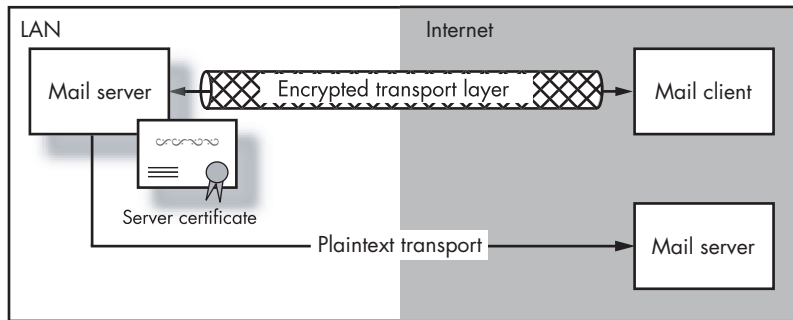 LAN
Internet
Mail server
Encrypted transport layer
Mail client
Server certificate
Plaintext transport
Mail server